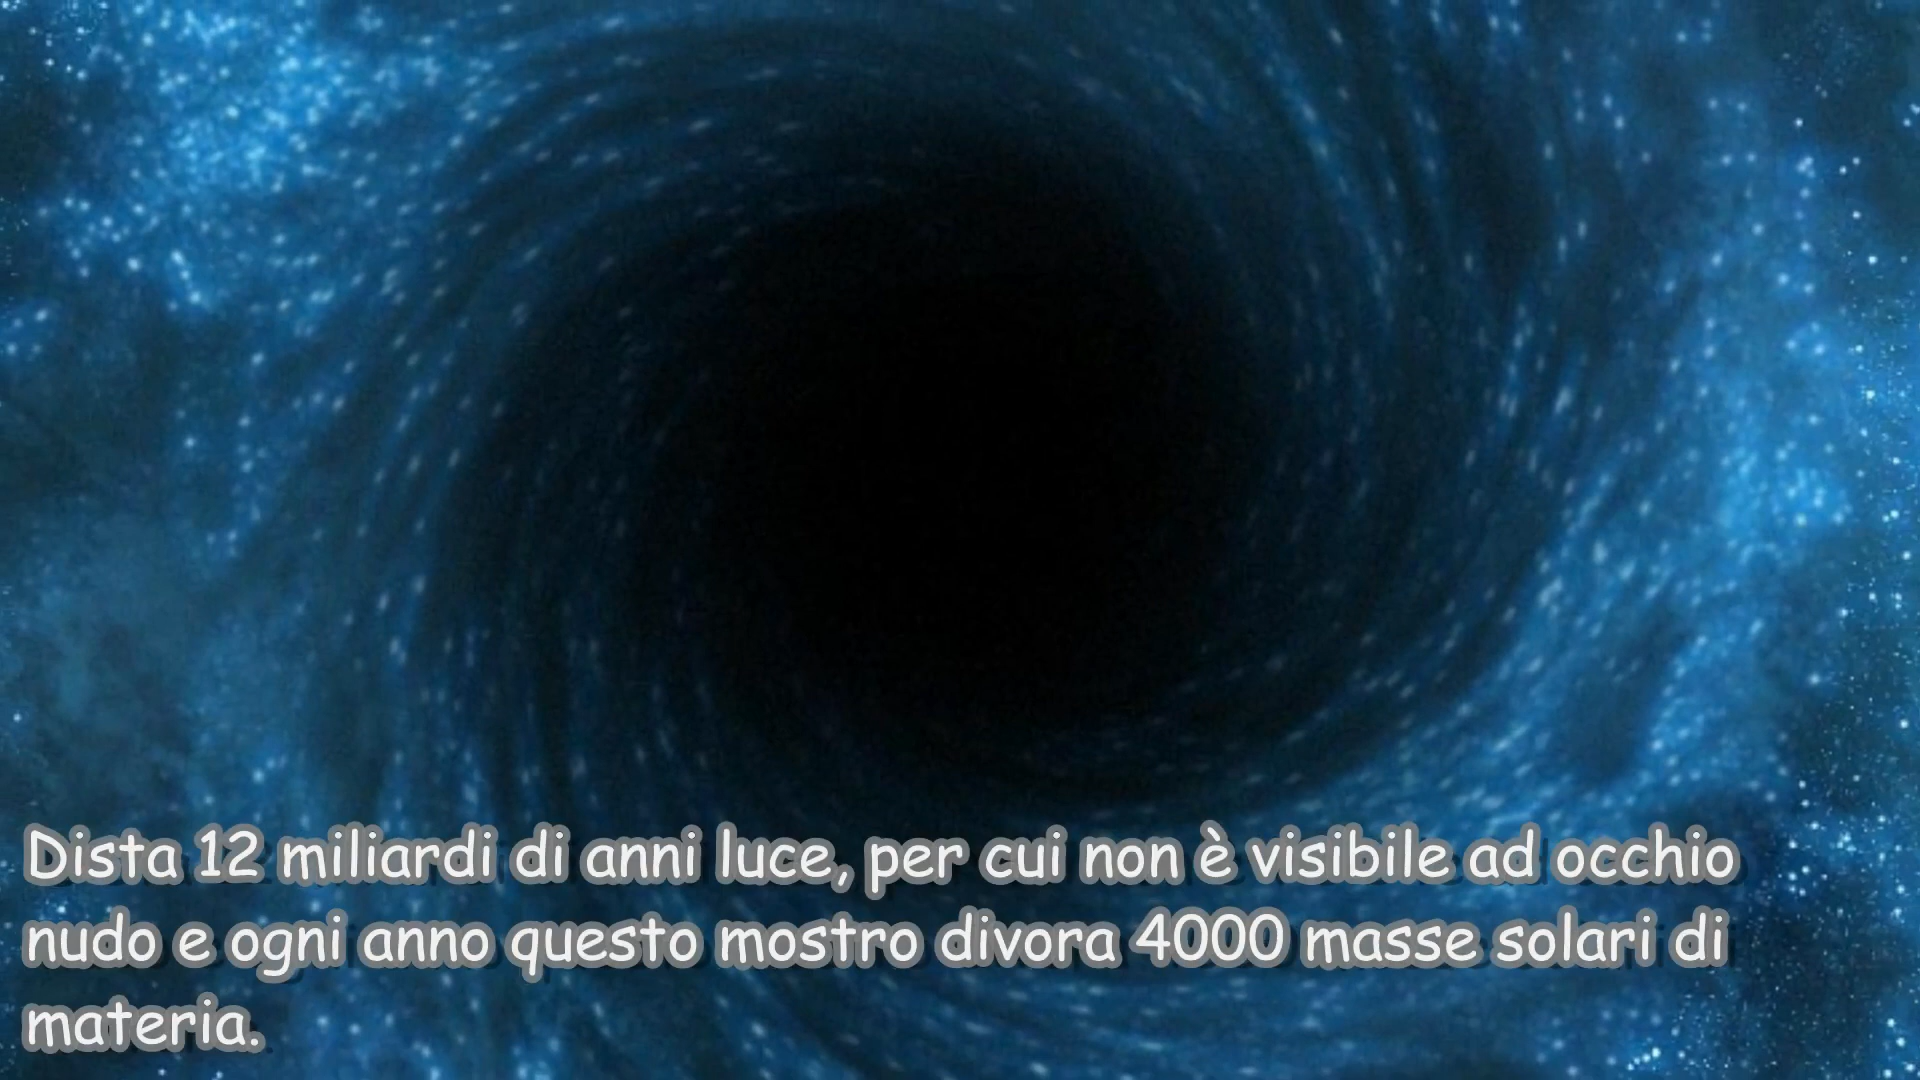 Dista 12 miliardi di anni luce, per cui non è visibile ad occhio
nudo e ogni anno questo mostro divora 4000 masse solari di
materia.